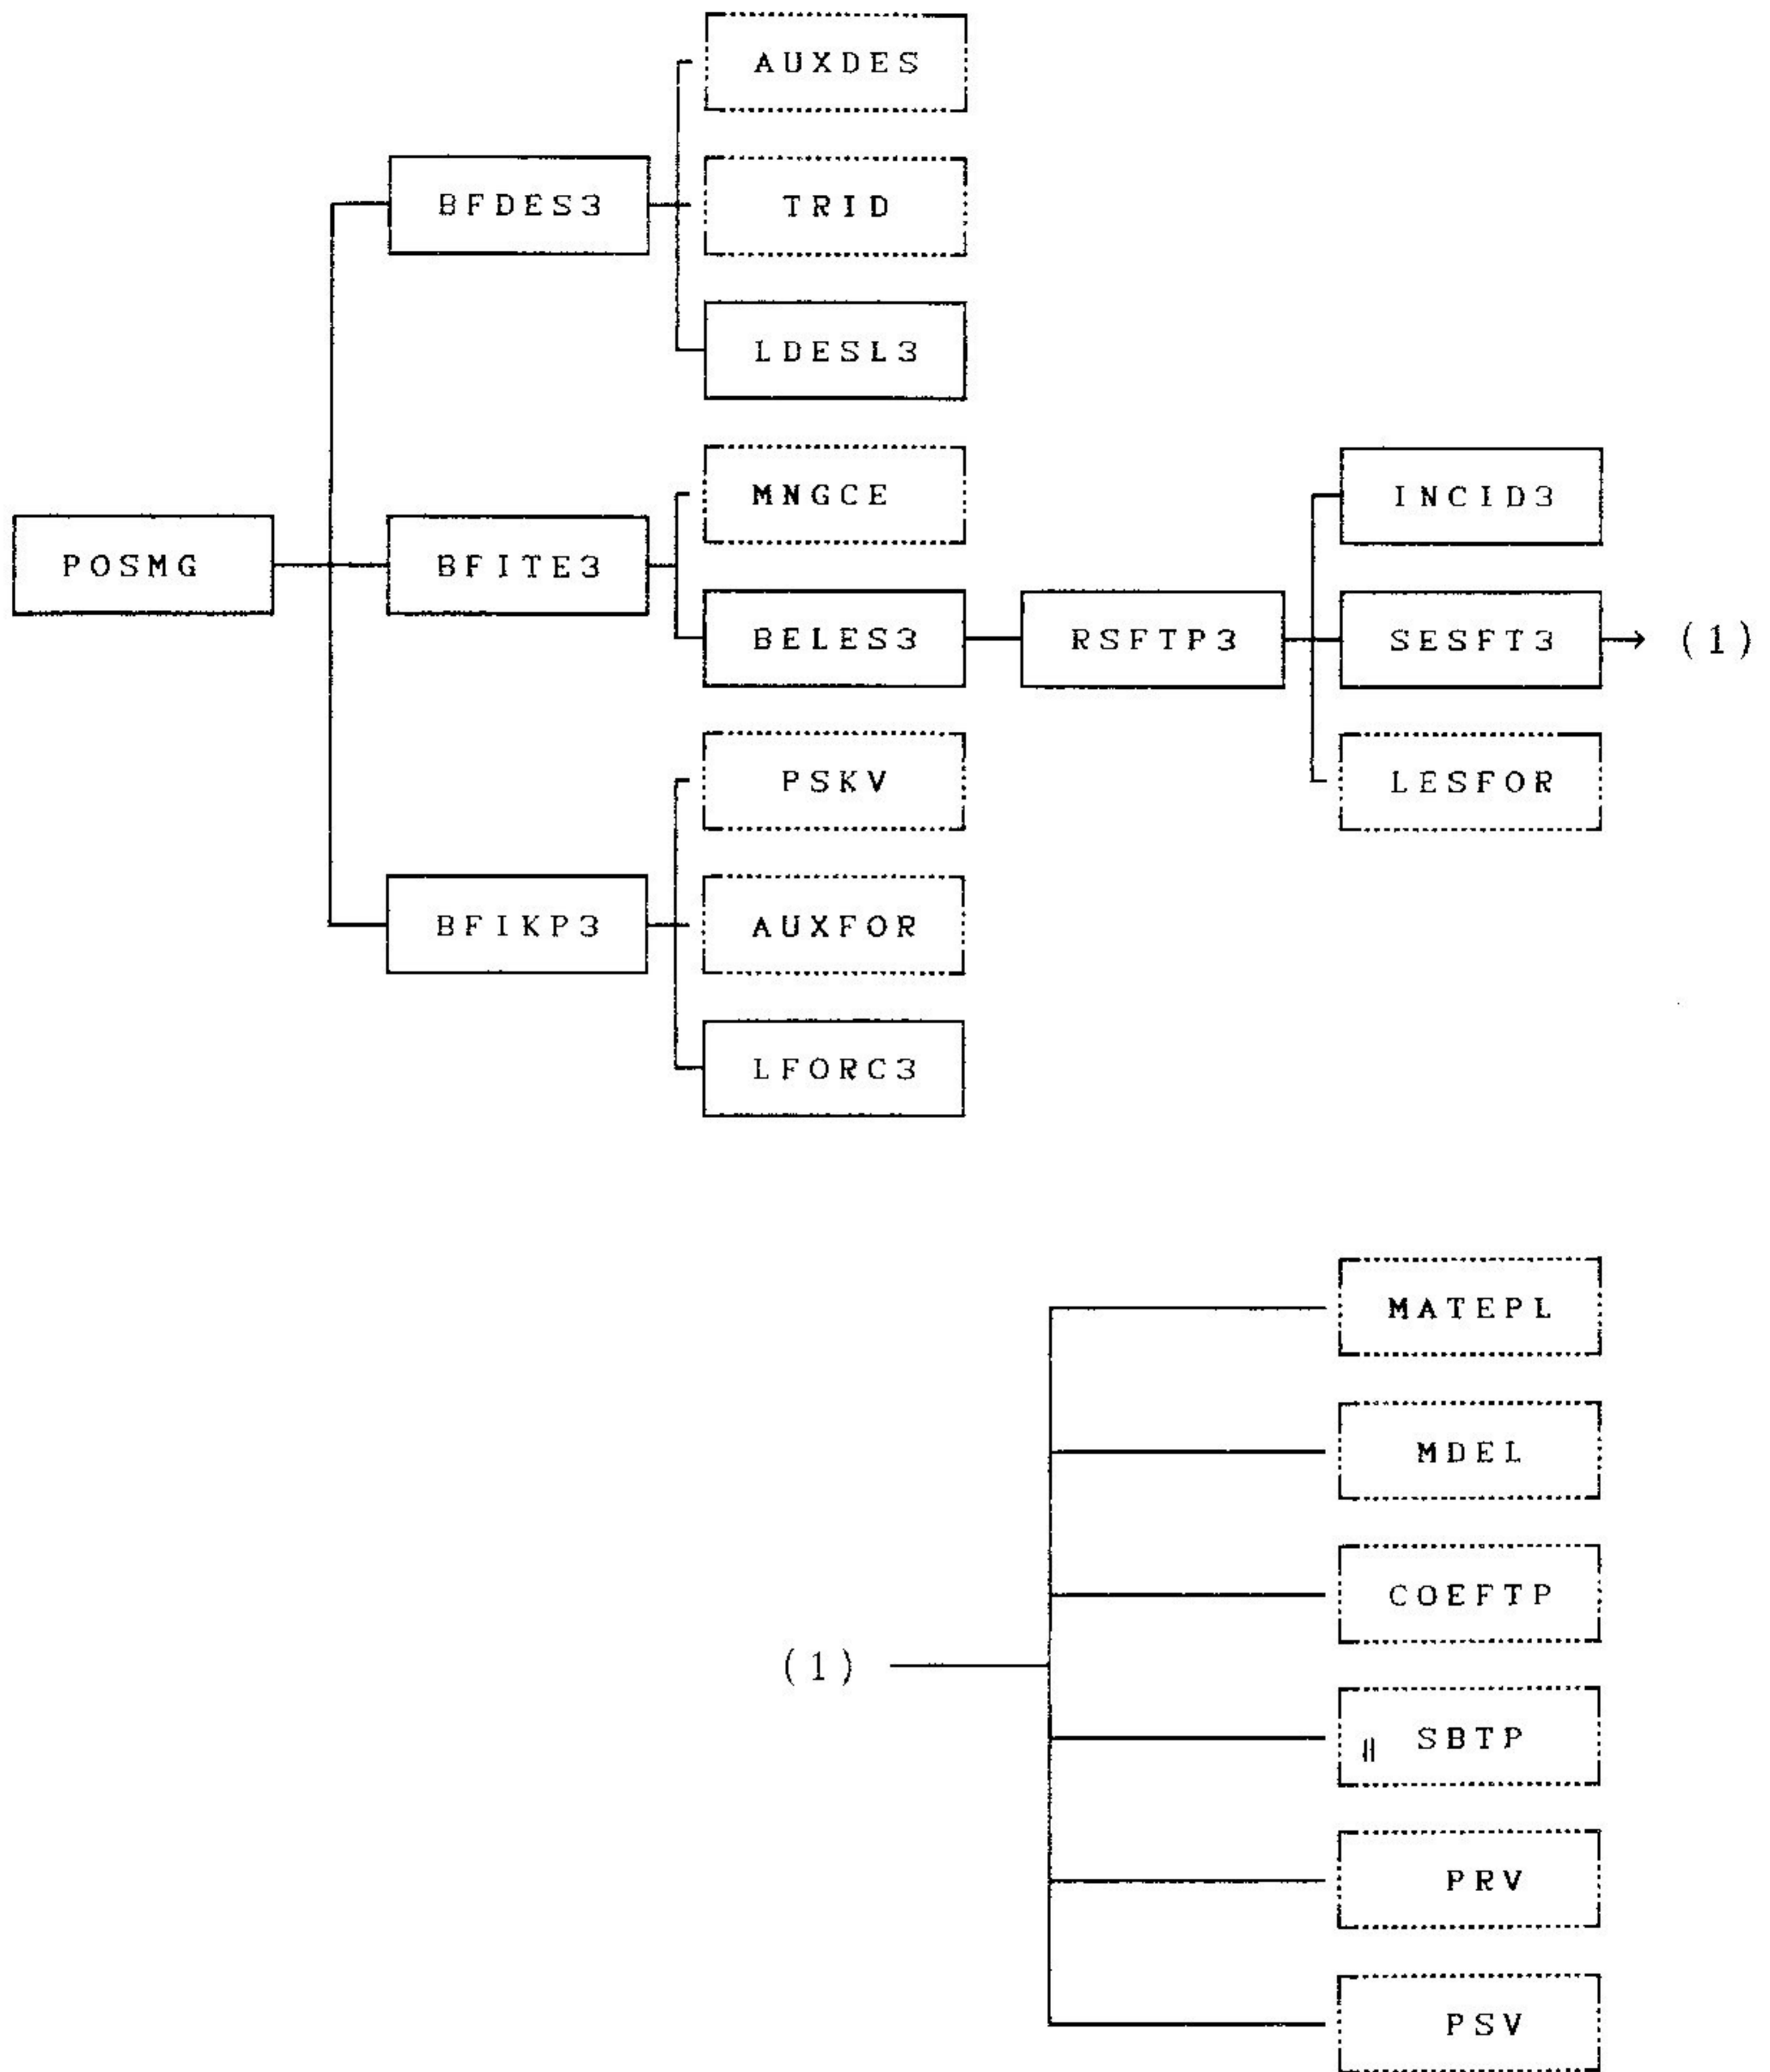 AUXDES
BFDES3
TRID
LDESL3
MNGCE
INCID3
POSMG
BFITE3
BELES3
RSFTP3
SESFT3
(1)
PSKV
LESFOR
BFIKP3
AUXFOR
LFORC3
MATEPL
MDEL
COEFTP
(1)
SBTP
PRV
PSV